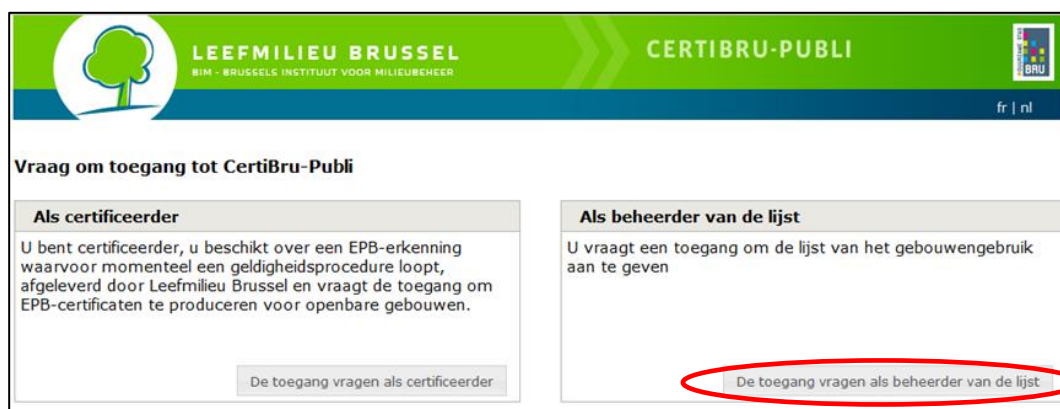 LEEFMILIEU BRUSSEL
BIM - BRUSSELS INSTITUUT VOOR MILIEUBEHEER
CERTIBRU-PUBLI
BRU
fr | nl
Vraag om toegang tot CertiBru-Publi
Als certificeerder
U bent certificeerder, u beschikt over een EPB-erkenning
waarvoor momenteel een geldigheidsprocedure loopt,
afgeleverd door Leefmilieu Brussel en vraagt de toegang om
EPB-certificaten te produceren voor openbare gebouwen.
De toegang vragen als certificeerder
Als beheerder van de lijst
U vraagt een toegang om de lijst van het gebouwengebruik
aan te geven
De toegang vragen als beheerder van de lijst